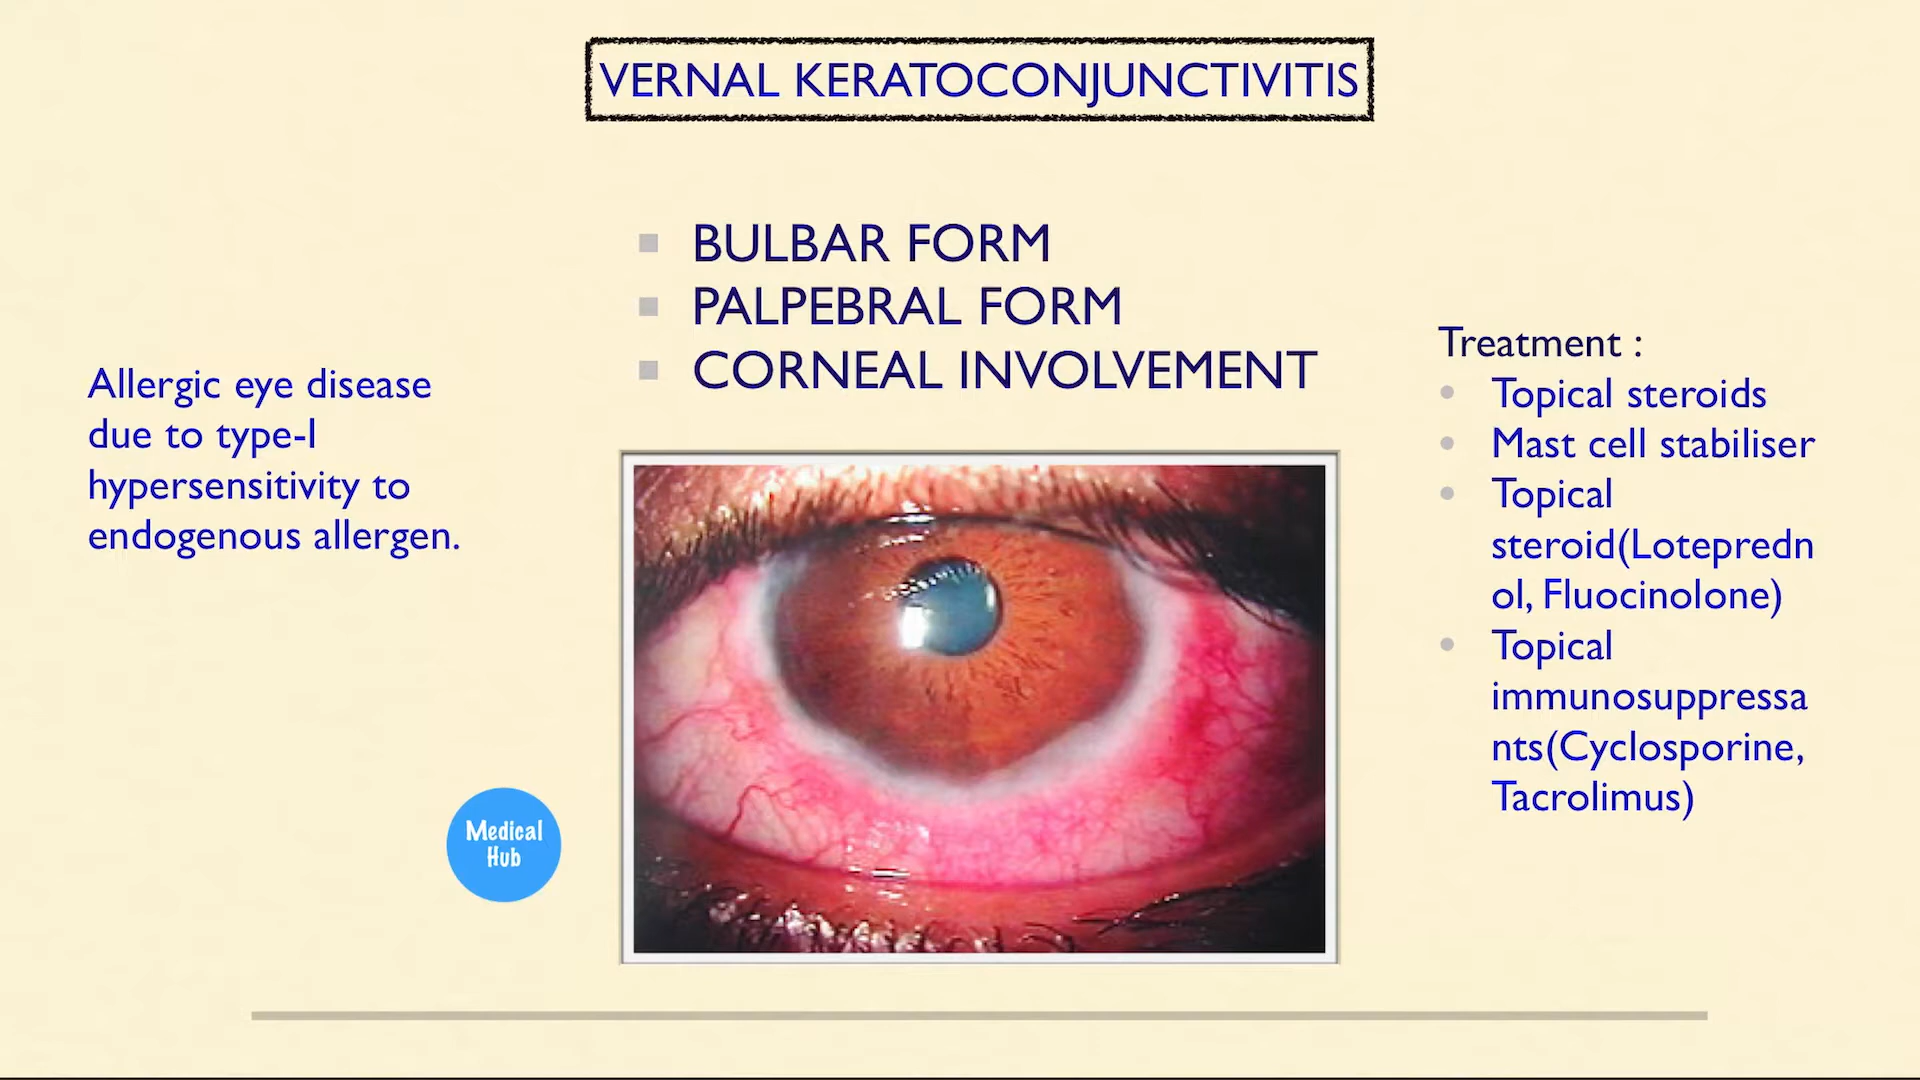 VERNAL KERATOCONJUNCTIVITIS
BULBAR FORM
PALPEBRAL FORM
CORNEAL INVOLVEMENT
Allergic eye disease
due to type-I
hypersensitivity to
endogenous allergen.
Treatment :
Topical steroids
Mast cell stabiliser
Topical
steroid(Lotepredn
ol, Fluocinolone)
Topical
immunosuppressa
nts(Cyclosporine,
Tacrolimus)
Medical
Hub